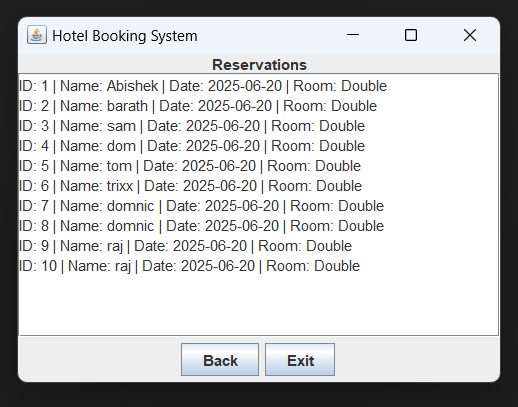 Hotel Booking System
Reservations
ID: 1 | Name: Abishek | Date: 2025-06-20 | Room: Double
ID: 2 | Name: barath | Date: 2025-06-20 | Room: Double
ID: 3 | Name: sam | Date: 2025-06-20 | Room: Double
ID: 4 | Name: dom | Date: 2025-06-20 | Room: Double
ID: 5 | Name: tom | Date: 2025-06-20 | Room: Double
ID: 6 | Name: trixx | Date: 2025-06-20 | Room: Double
ID: 7 | Name: domnic | Date: 2025-06-20 | Room: Double
ID: 8 | Name: domnic | Date: 2025-06-20 | Room: Double
ID: 9 | Name: raj | Date: 2025-06-20 | Room: Double
ID: 10 | Name: raj | Date: 2025-06-20 | Room: Double
Back Exit